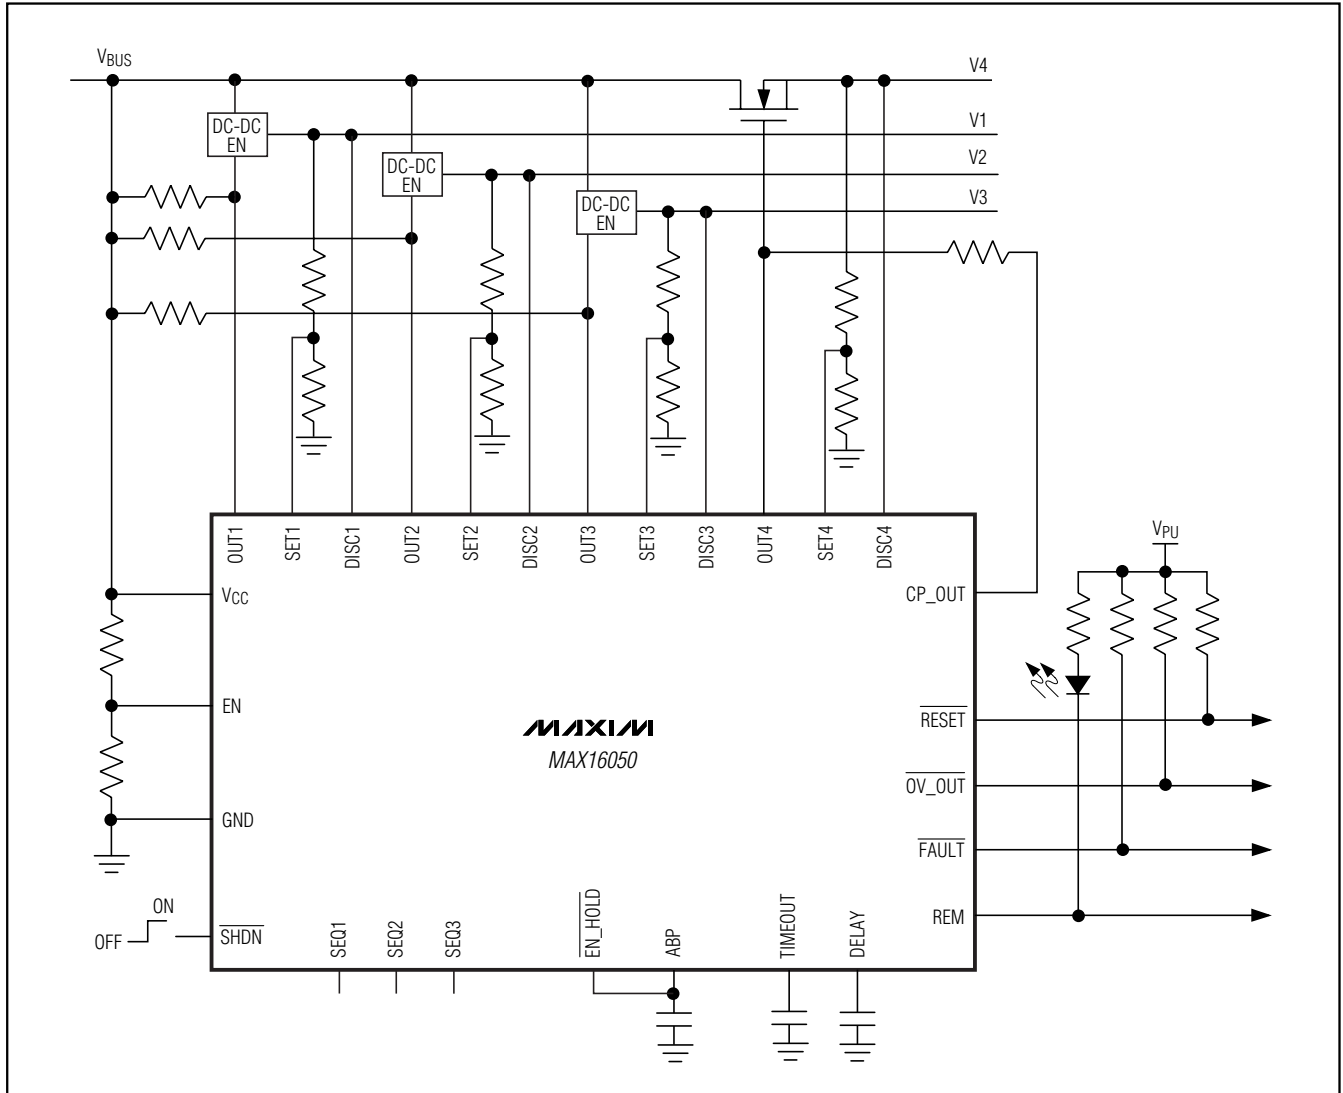 VBUS
V4
DC-DC
EN
V1
DC-DC
EN
V2
DC-DC
EN
V3
OUT1
SET1
DISC1
OUT2
SET2
DISC2
OUT3
SET3
DISC3
OUT4
SET4
DISC4
VPU
VCC
CP_OUT
EN
RESET
MAXIM
MAX16050
OV_OUT
GND
FAULT
ON
OFF
SHDN
SEQ1
SEQ2
SEQ3
EN_HOLD
ABP
TIMEOUT
DELAY
REM